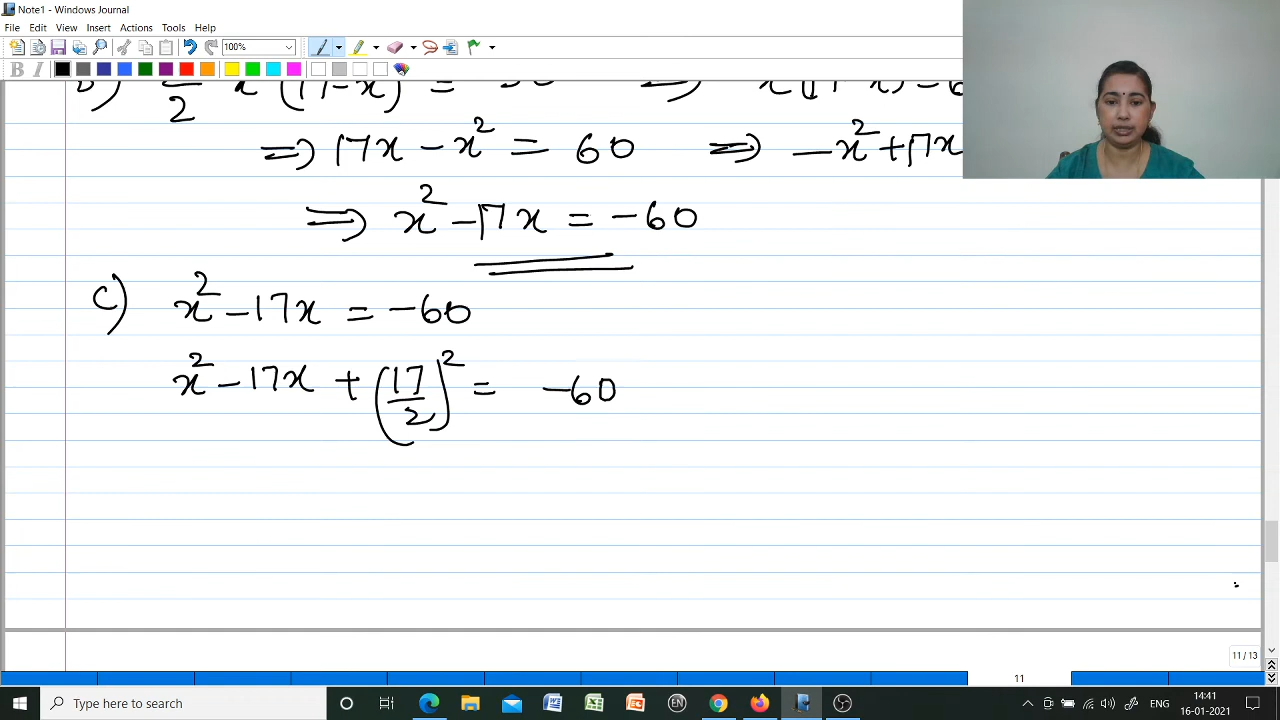 Note1 - Windows Journal
File Edit View Insert Actions Tools Help
100%
B I
2
⇒ 17x - x² = 60 ⇒ -x² + 17x
⇒ x² - 17x = -60
c) x² - 17x = -60
x² - 17x + (17/2)² = -60
11 / 13
11
Type here to search
ENG
14:41
16-01-2021